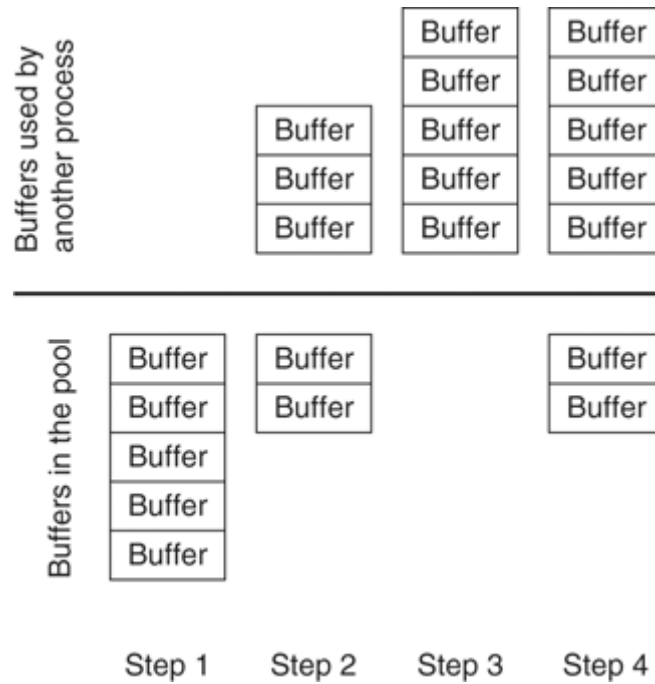 Buffers used by
another process
Buffer Buffer
Buffer Buffer
Buffer Buffer Buffer
Buffer Buffer Buffer
Buffer Buffer Buffer
Buffers in the pool
Buffer Buffer Buffer
Buffer Buffer Buffer
Buffer
Buffer
Buffer
Step 1 Step 2 Step 3 Step 4